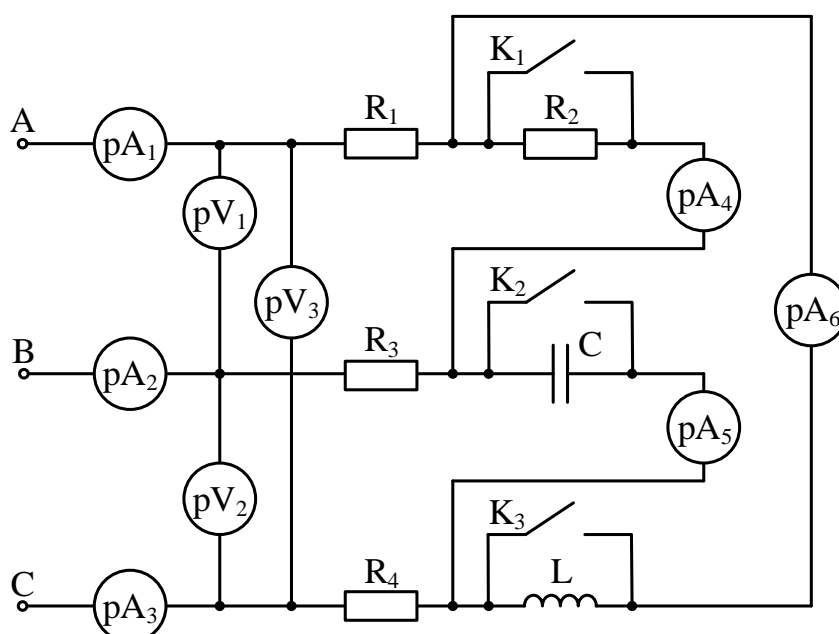 K₁
A
pA₁
R₁
R₂
pV₁
pA₄
pV₃
K₂
pA₆
B
pA₂
R₃
C
pA₅
pV₂
K₃
C
pA₃
R₄
L